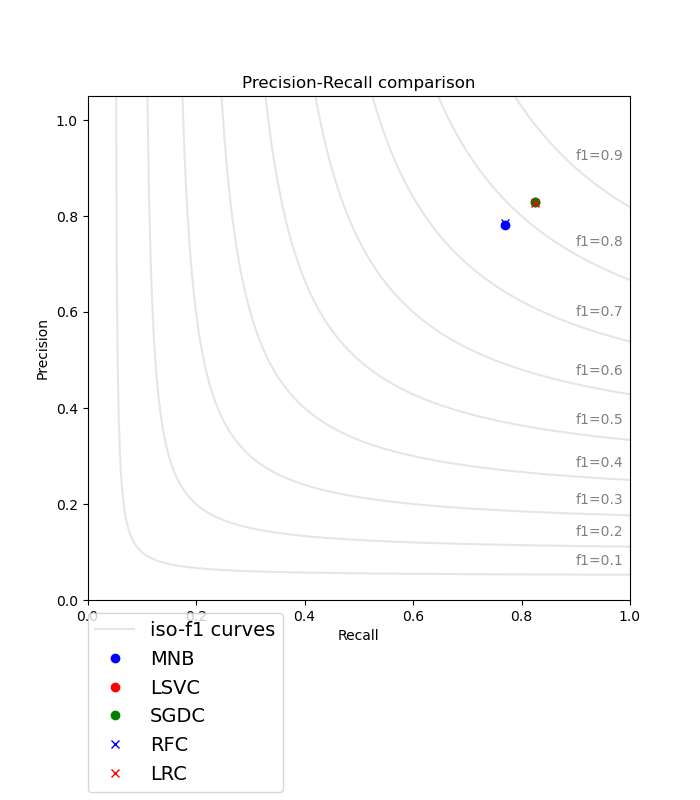 Precision-Recall comparison
1.0
f1=0.9
0.8
f1=0.8
0.6
f1=0.7
Precision
f1=0.6
0.4
f1=0.5
f1=0.4
0.2
f1=0.3
f1=0.2
f1=0.1
0.0
0.0 0.2 0.4 0.6 0.8 1.0
Recall
iso-f1 curves
MNB
LSVC
SGDC
RFC
LRC